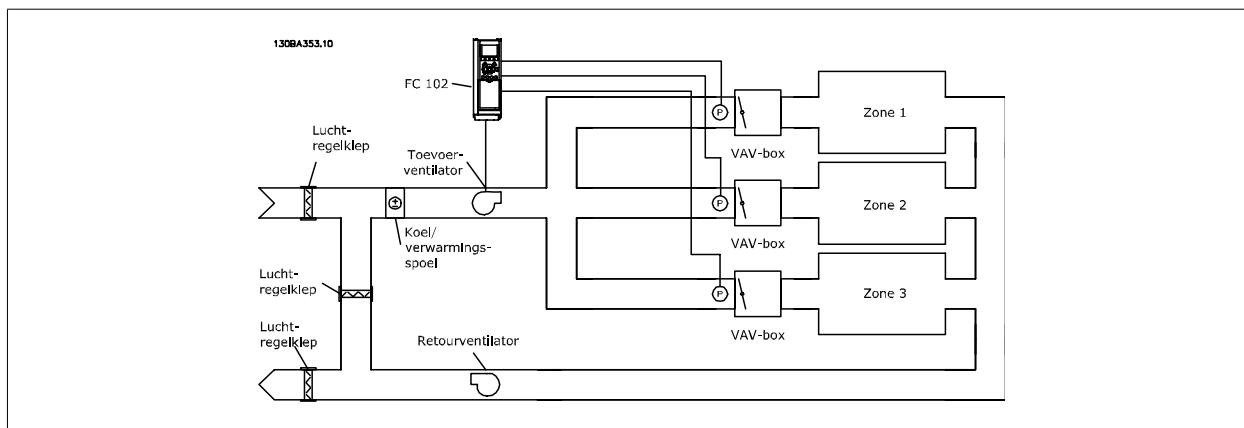 130BA353.10
FC 102
Lucht-
regelklep
Toevoer-
ventilator
P
VAV-box
Zone 1
P
VAV-box
Zone 2
Koel/
verwarmings-
spoel
Lucht-
regelklep
P
VAV-box
Zone 3
Lucht-
regelklep
Retourventilator